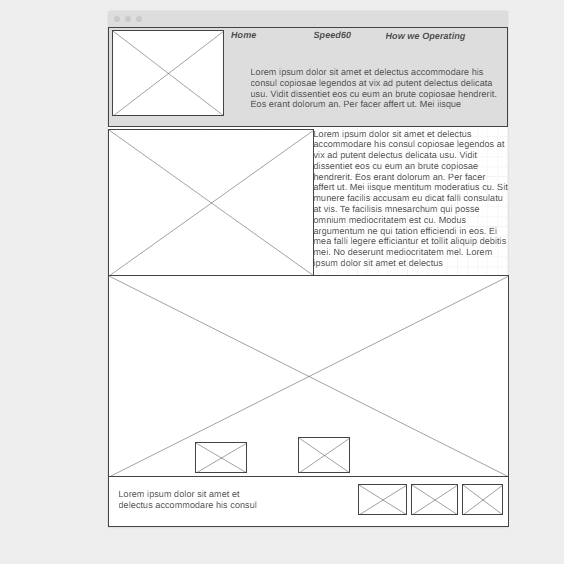 Home Speed60 How we Operating
Lorem ipsum dolor sit amet et delectus accommodare his
consul copiosae legendos at vix ad putent delectus delicata
usu. Vidit dissentiet eos cu eum an brute copiosae hendrerit.
Eos erant dolorum an. Per facer affert ut. Mei iisque
Lorem ipsum dolor sit amet et delectus
accommodare his consul copiosae legendos at
vix ad putent delectus delicata usu. Vidit
dissentiet eos cu eum an brute copiosae
hendrerit. Eos erant dolorum an. Per facer
affert ut. Mei iisque mentitum moderatius cu. Sit
munere facilis accusam eu dicat falli consulatu
at vis. Te facilisis mnesarchum qui posse
omnium mediocritatem est cu. Modus
argumentum ne qui tation efficiendi in eos. Ei
mea falli legere efficiantur et tollit aliquip debitis
mei. No deserunt mediocritatem mel. Lorem
ipsum dolor sit amet et delectus
Lorem ipsum dolor sit amet et
delectus accommodare his consul